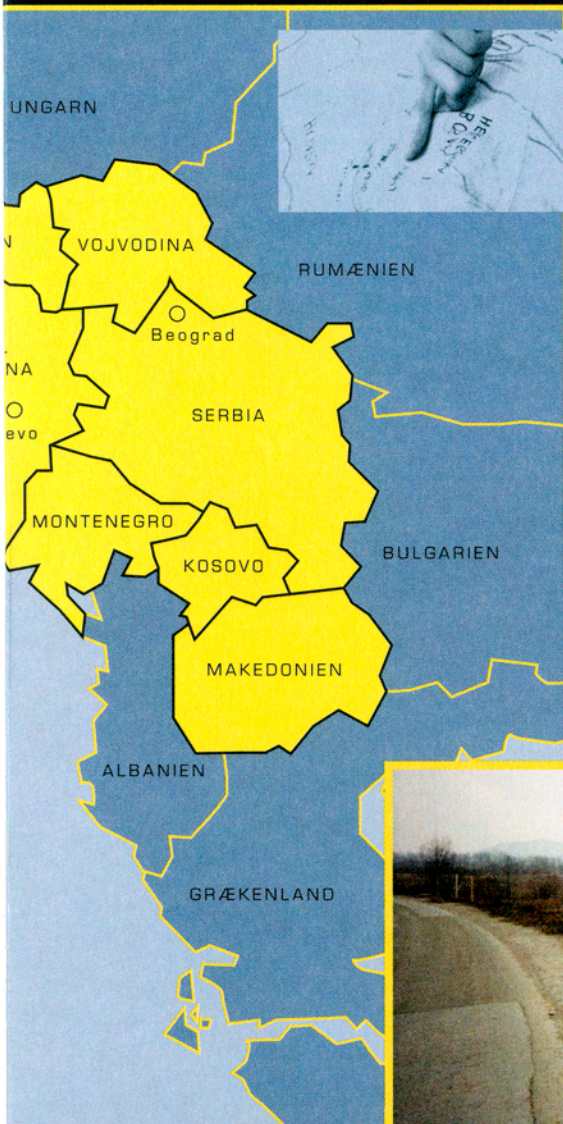 UNGARN
N
VOJVODINA
RUMÆNIEN
Beograd
NA
SERBIA
evo
MONTENEGRO
BULGARIEN
KOSOVO
MAKEDONIEN
ALBANIEN
GRÆKENLAND